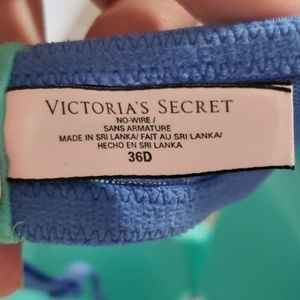 VICTORIA'S SECRET
NO-WIRE /
SANS ARMATURE
MADE IN SRI LANKA/ FAIT AU SRI LANKA/
HECHO EN SRI LANKA
36D